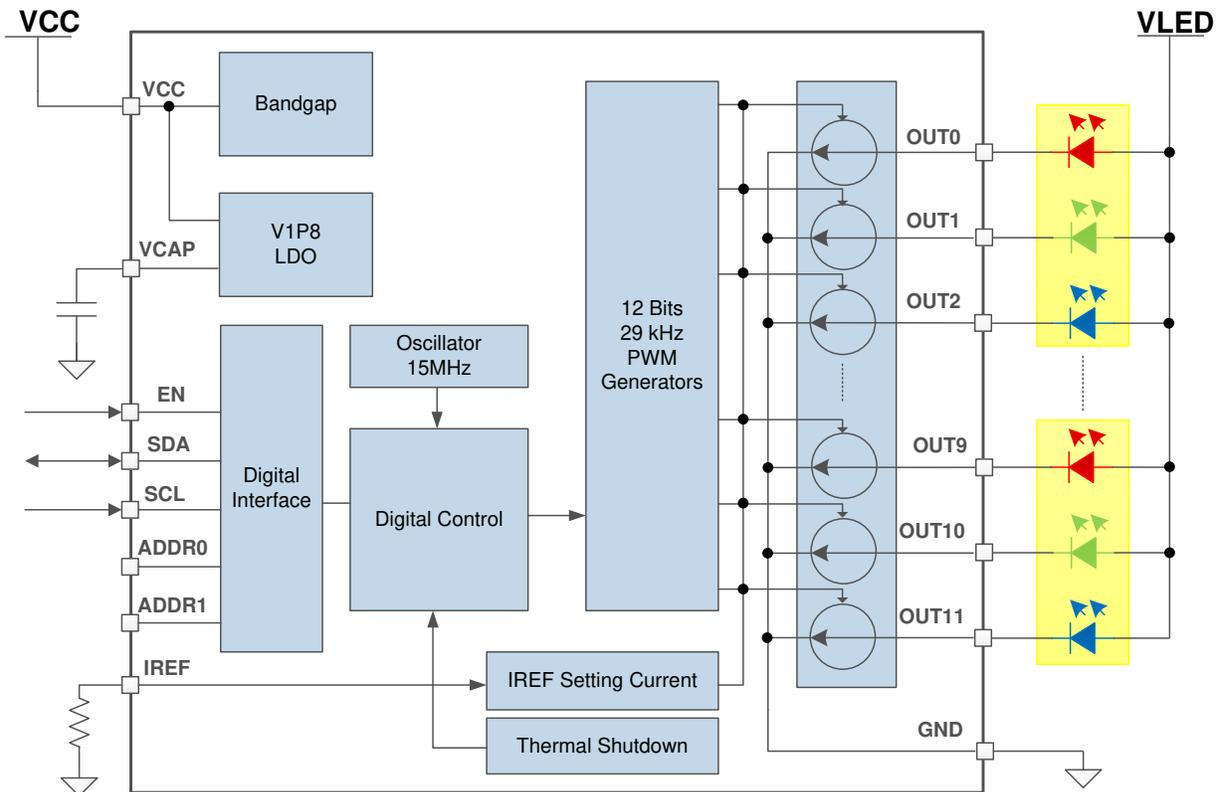 VCC
VLED
VCC
Bandgap
V1P8
LDO
VCAP
OUT0
OUT1
OUT2
12 Bits
29 kHz
PWM
Generators
Oscillator
15MHz
EN
SDA
SCL
ADDR0
ADDR1
IREF
Digital
Interface
Digital Control
OUT9
OUT10
OUT11
IREF Setting Current
Thermal Shutdown
GND